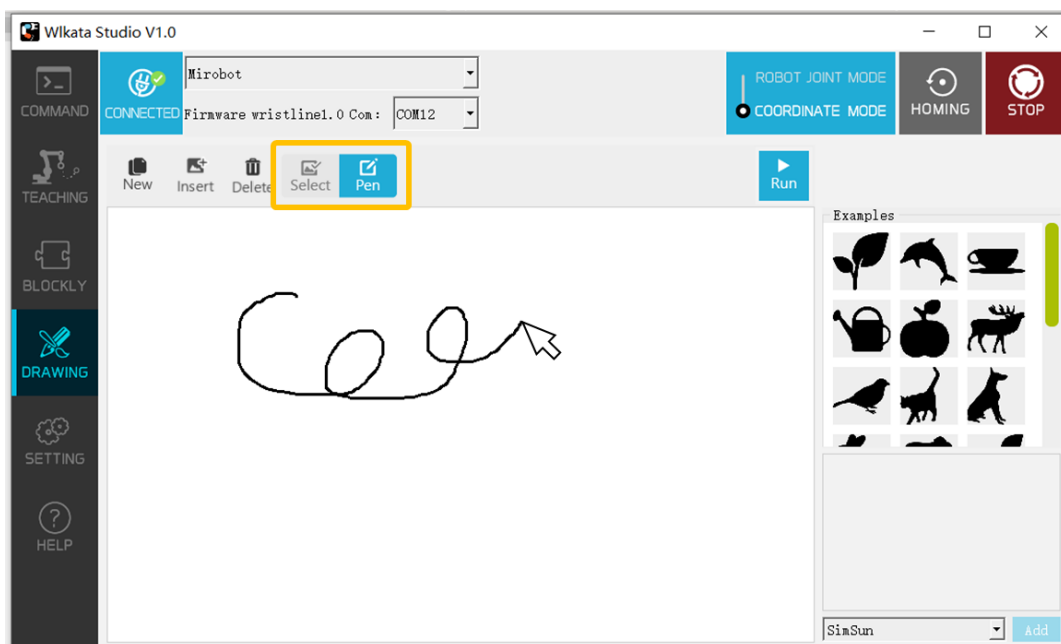 Wlkata Studio V1.0
COMMAND
TEACHING
BLOCKLY
DRAWING
SETTING
HELP
CONNECTED
Mirobot
Firmware wristline1.0 Com: COM12
ROBOT JOINT MODE
COORDINATE MODE
HOMING
STOP
New
Insert
Delete
Select
Pen
Run
Examples
SimSun
Add